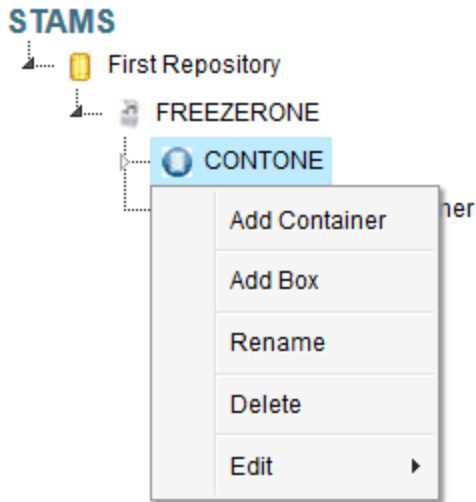 STAMS
First Repository
FREEZERONE
CONTONE
Add Container
Add Box
Rename
Delete
Edit